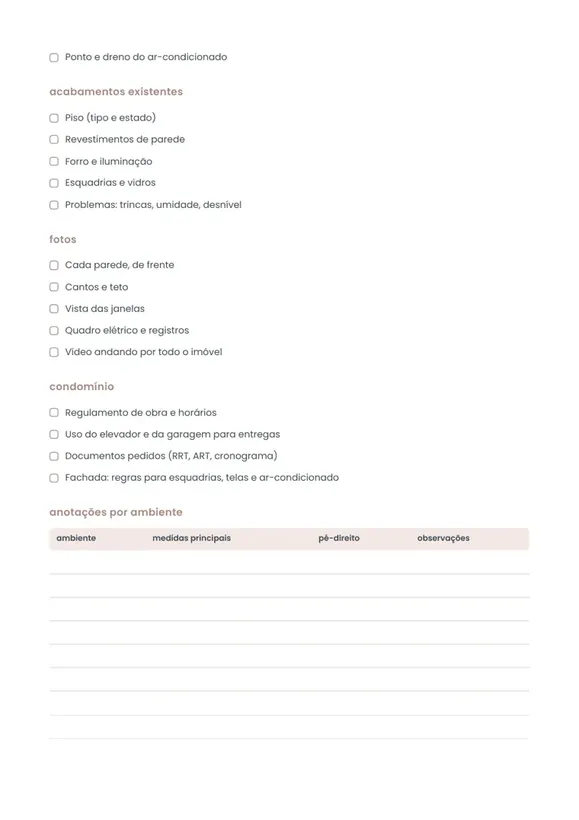 Ponto e dreno do ar-condicionado
acabamentos existentes
Piso (tipo e estado)
Revestimentos de parede
Forro e iluminação
Esquadrias e vidros
Problemas: trincas, umidade, desnível
fotos
Cada parede, de frente
Cantos e teto
Vista das janelas
Quadro elétrico e registros
Vídeo andando por todo o imóvel
condomínio
Regulamento de obra e horários
Uso do elevador e da garagem para entregas
Documentos pedidos (RRT, ART, cronograma)
Fachada: regras para esquadrias, telas e ar-condicionado
anotações por ambiente
ambiente medidas principais pé-direito observações